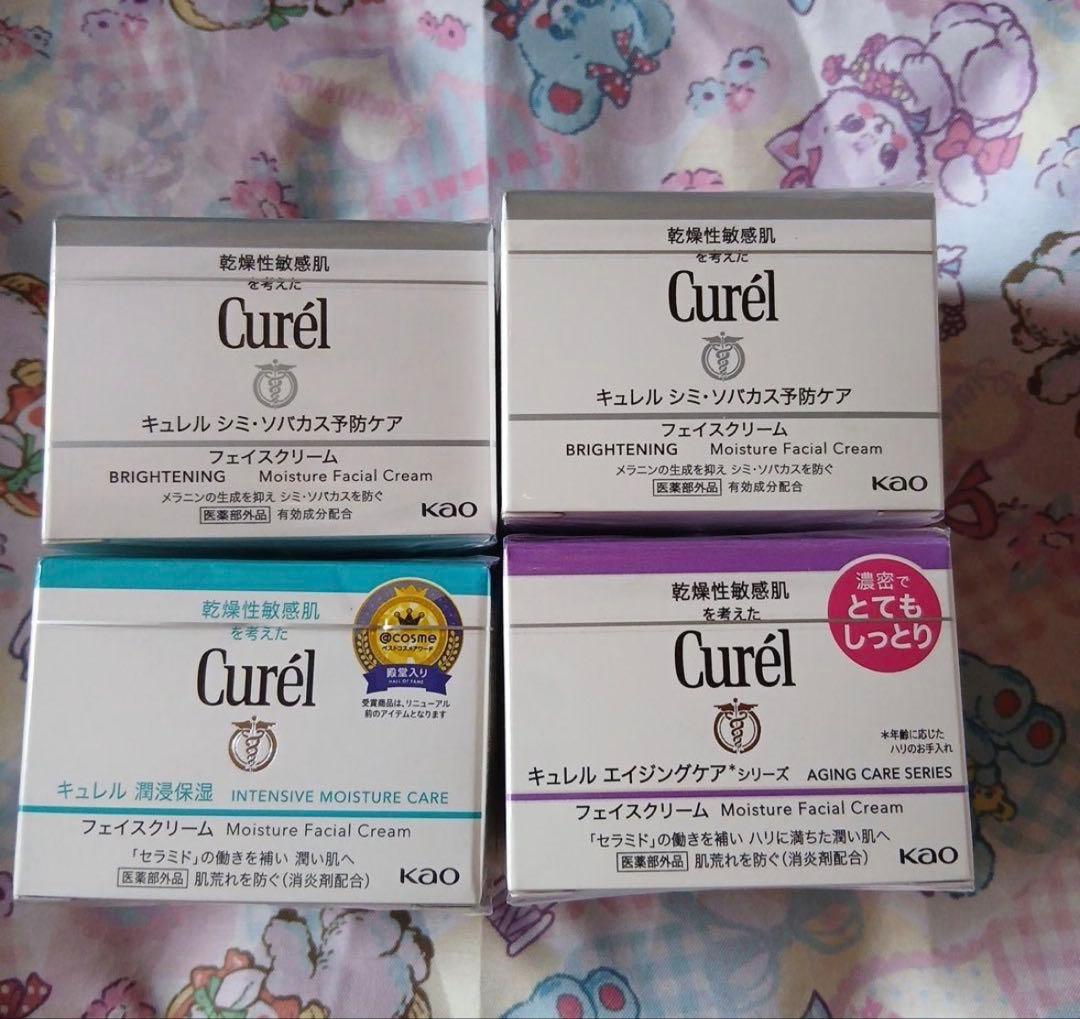 乾燥性敏感肌
を考えた
Curél
キュレル シミ・ソバカス予防ケア
フェイスクリーム
BRIGHTENING Moisture Facial Cream
メラニンの生成を抑え シミ・ソバカスを防ぐ
医薬部外品 有効成分配合
Kao
乾燥性敏感肌
を考えた
Curél
キュレル シミ・ソバカス予防ケア
フェイスクリーム
BRIGHTENING Moisture Facial Cream
メラニンの生成を抑え シミ・ソバカスを防ぐ
医薬部外品 有効成分配合
Kao
乾燥性敏感肌
を考えた
Curél
@cosme
ベストコスメアワード
殿堂入り
HALL OF FAME
受賞商品は、リニューアル
前のアイテムとなります
キュレル 潤浸保湿 INTENSIVE MOISTURE CARE
フェイスクリーム Moisture Facial Cream
「セラミド」の働きを補い 潤い肌へ
医薬部外品 肌荒れを防ぐ(消炎剤配合)
Kao
乾燥性敏感肌
を考えた
Curél
濃密で
とても
しっとり
*年齢に応じた
ハリのお手入れ
キュレル エイジングケア*シリーズ AGING CARE SERIES
フェイスクリーム Moisture Facial Cream
「セラミド」の働きを補い ハリに満ちた潤い肌へ
医薬部外品 肌荒れを防ぐ(消炎剤配合)
Kao